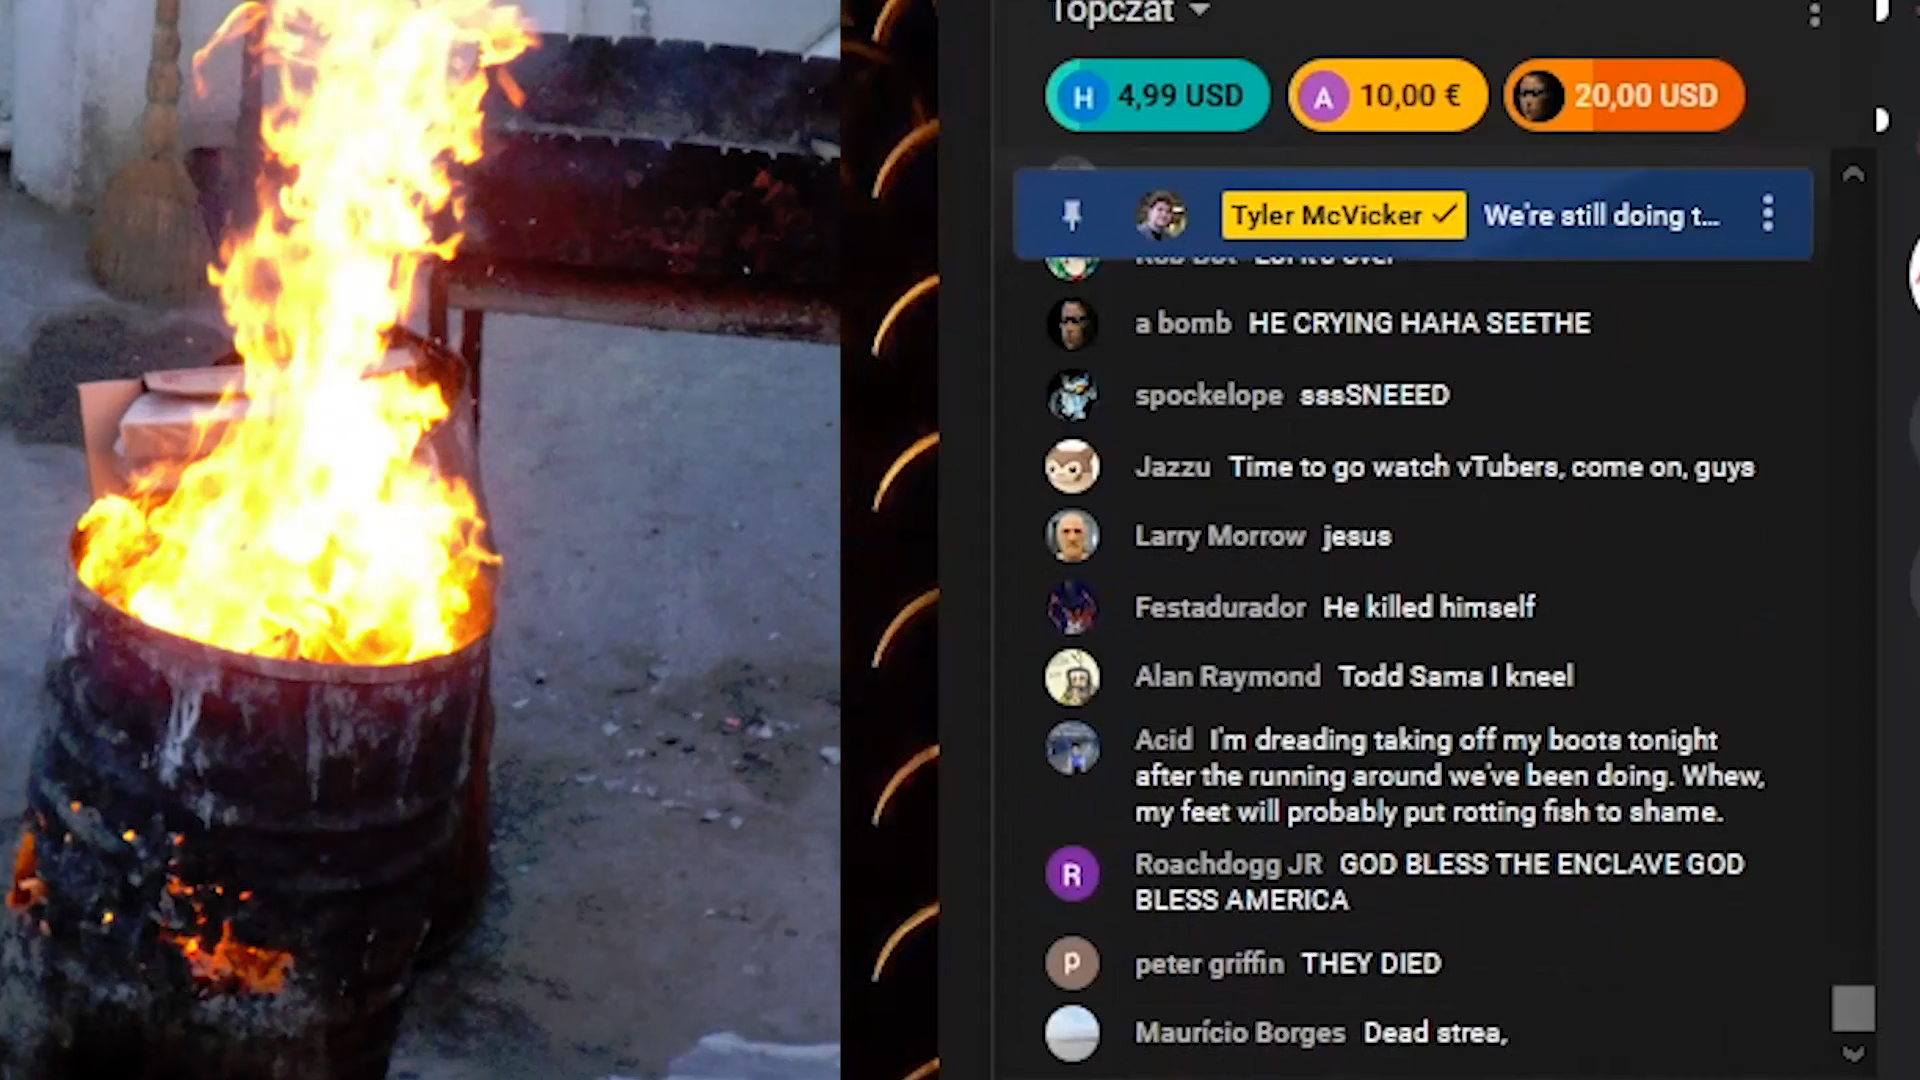 Topczat
H 4,99 USD A 10,00 € 20,00 USD
Tyler McVicker We're still doing t...
a bomb HE CRYING HAHA SEETHE
spockelope sssSNEEED
Jazzu Time to go watch vTubers, come on, guys
Larry Morrow jesus
Festadurador He killed himself
Alan Raymond Todd Sama I kneel
Acid I'm dreading taking off my boots tonight
after the running around we've been doing. Whew,
my feet will probably put rotting fish to shame.
R Roachdogg JR GOD BLESS THE ENCLAVE GOD
BLESS AMERICA
p peter griffin THEY DIED
Maurício Borges Dead strea,